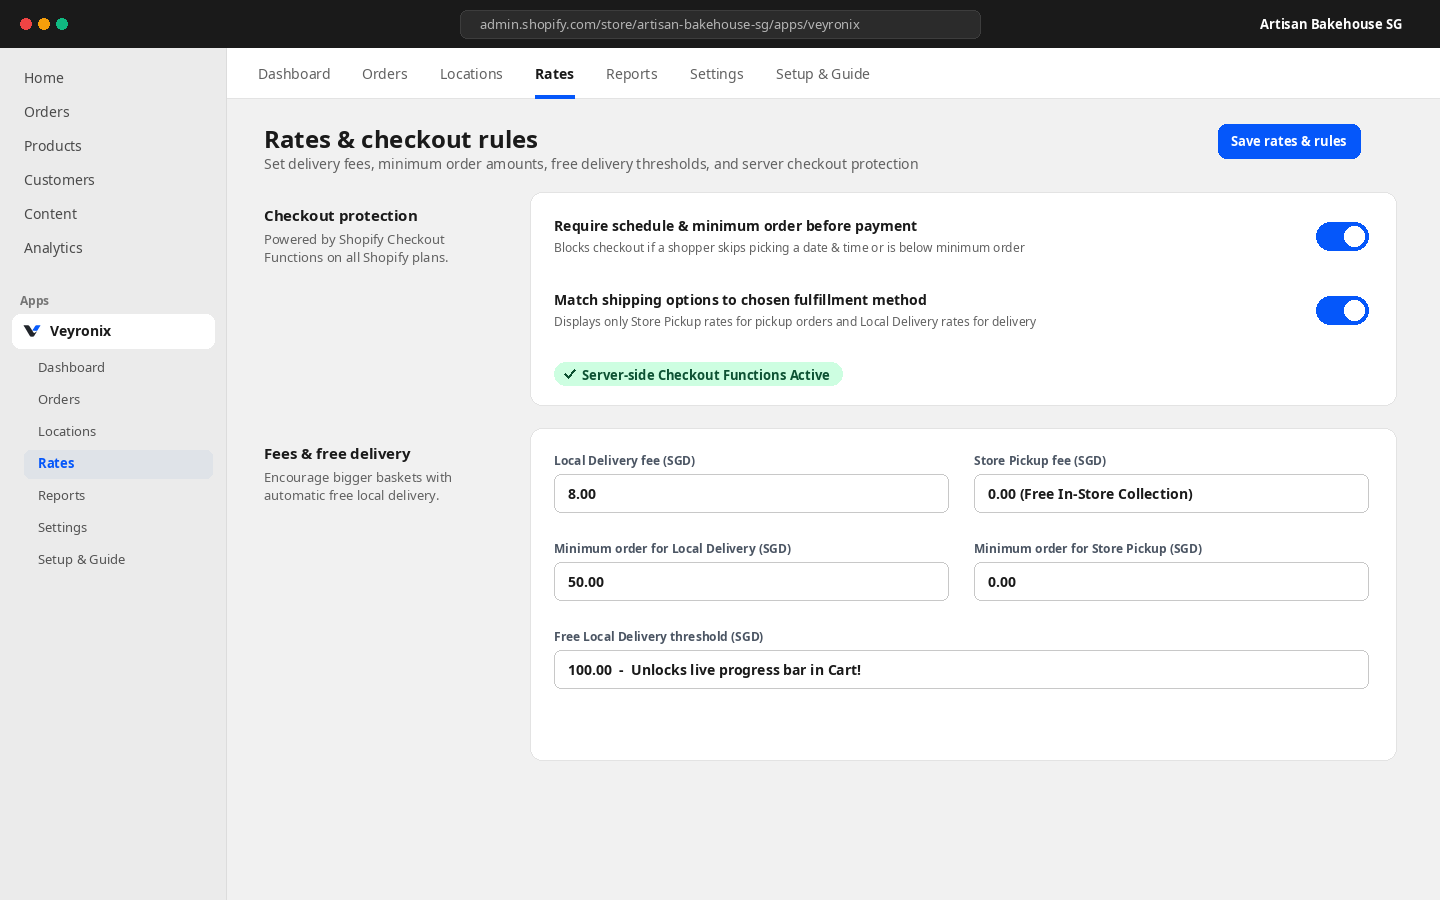 admin.shopify.com/store/artisan-bakehouse-sg/apps/veyronix
Artisan Bakehouse SG
Home
Orders
Products
Customers
Content
Analytics
Apps
Veyronix
Dashboard
Orders
Locations
Rates
Reports
Settings
Setup & Guide
Dashboard
Orders
Locations
Rates
Reports
Settings
Setup & Guide
Rates & checkout rules
Set delivery fees, minimum order amounts, free delivery thresholds, and server checkout protection
Save rates & rules
Checkout protection
Powered by Shopify Checkout
Functions on all Shopify plans.
Require schedule & minimum order before payment
Blocks checkout if a shopper skips picking a date & time or is below minimum order
Match shipping options to chosen fulfillment method
Displays only Store Pickup rates for pickup orders and Local Delivery rates for delivery
Server-side Checkout Functions Active
Fees & free delivery
Encourage bigger baskets with
automatic free local delivery.
Local Delivery fee (SGD)
8.00
Store Pickup fee (SGD)
0.00 (Free In-Store Collection)
Minimum order for Local Delivery (SGD)
50.00
Minimum order for Store Pickup (SGD)
0.00
Free Local Delivery threshold (SGD)
100.00 - Unlocks live progress bar in Cart!